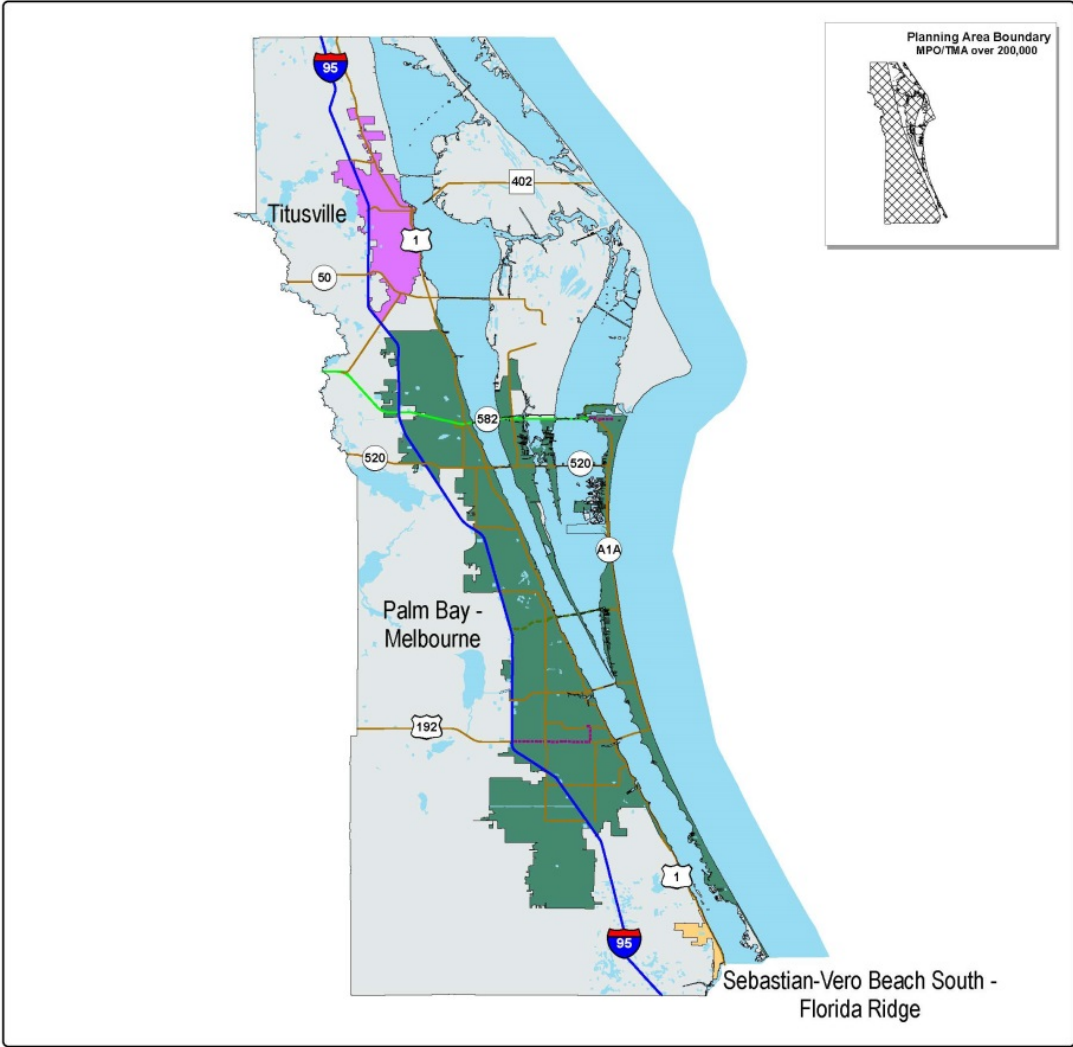 Planning Area Boundary
MPO/TMA over 200,000
95
402
Titusville
1
50
582
520
520
A1A
Palm Bay -
Melbourne
192
1
95
Sebastian-Vero Beach South -
Florida Ridge